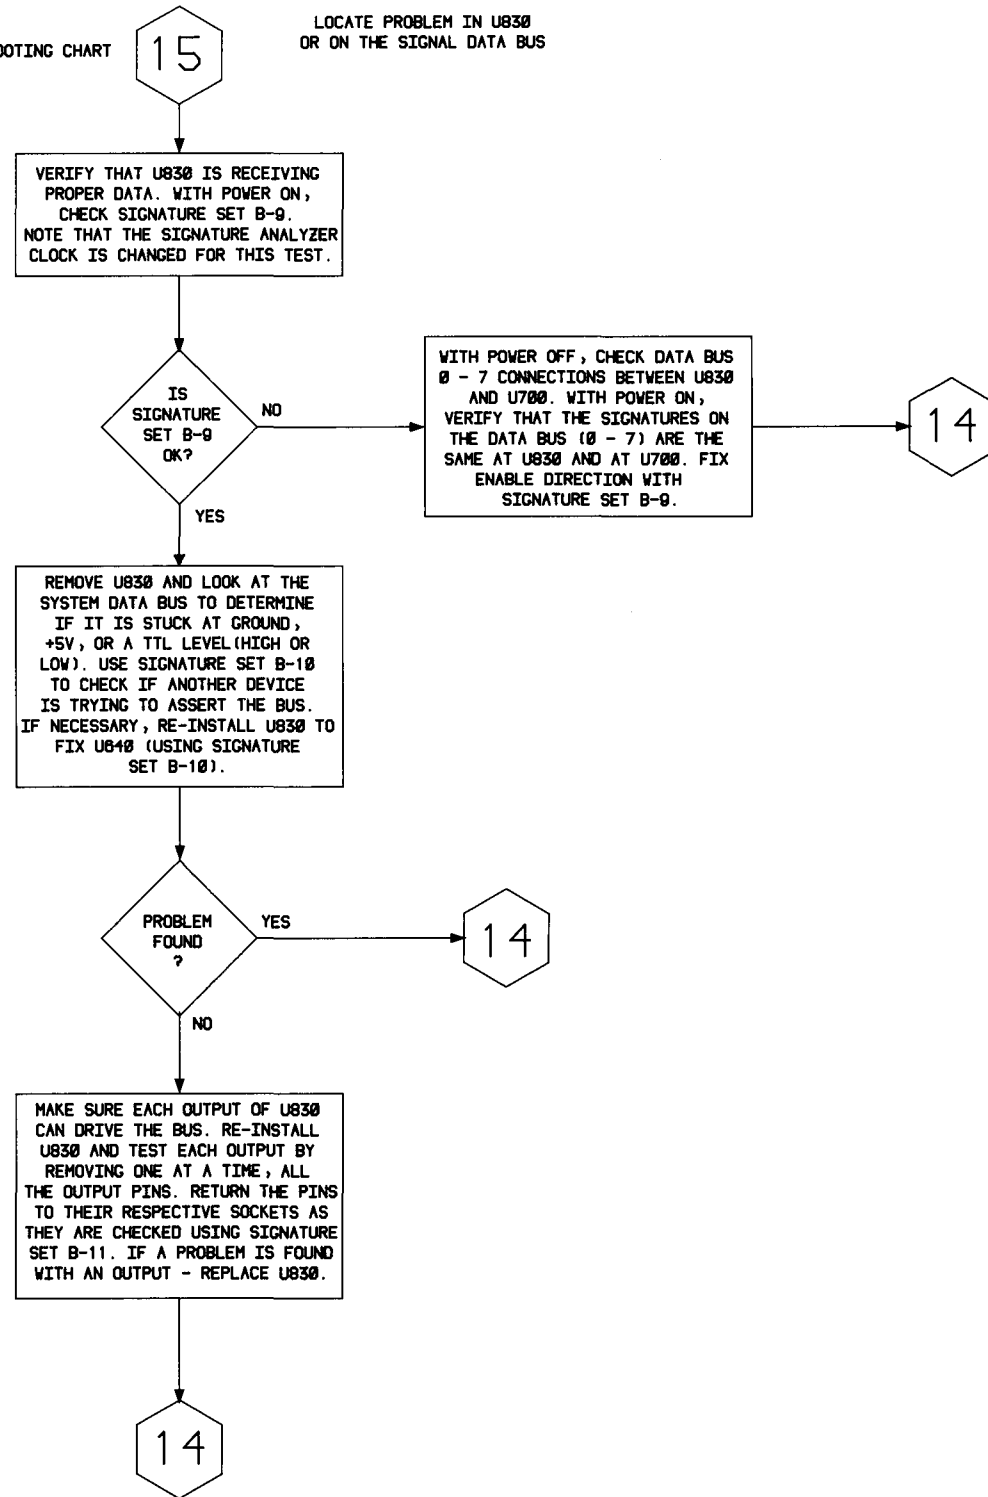 OOTING CHART
15
LOCATE PROBLEM IN U830
OR ON THE SIGNAL DATA BUS
VERIFY THAT U830 IS RECEIVING
PROPER DATA. WITH POWER ON,
CHECK SIGNATURE SET B-9.
NOTE THAT THE SIGNATURE ANALYZER
CLOCK IS CHANGED FOR THIS TEST.
IS
SIGNATURE
SET B-9
OK?
NO
WITH POWER OFF, CHECK DATA BUS
0 - 7 CONNECTIONS BETWEEN U830
AND U700. WITH POWER ON,
VERIFY THAT THE SIGNATURES ON
THE DATA BUS (0 - 7) ARE THE
SAME AT U830 AND AT U700. FIX
ENABLE DIRECTION WITH
SIGNATURE SET B-9.
14
YES
REMOVE U830 AND LOOK AT THE
SYSTEM DATA BUS TO DETERMINE
IF IT IS STUCK AT GROUND,
+5V, OR A TTL LEVEL(HIGH OR
LOW). USE SIGNATURE SET B-10
TO CHECK IF ANOTHER DEVICE
IS TRYING TO ASSERT THE BUS.
IF NECESSARY, RE-INSTALL U830 TO
FIX U640 (USING SIGNATURE
SET B-10).
PROBLEM
FOUND
?
YES
14
NO
MAKE SURE EACH OUTPUT OF U830
CAN DRIVE THE BUS. RE-INSTALL
U830 AND TEST EACH OUTPUT BY
REMOVING ONE AT A TIME, ALL
THE OUTPUT PINS. RETURN THE PINS
TO THEIR RESPECTIVE SOCKETS AS
THEY ARE CHECKED USING SIGNATURE
SET B-11. IF A PROBLEM IS FOUND
WITH AN OUTPUT - REPLACE U830.
14